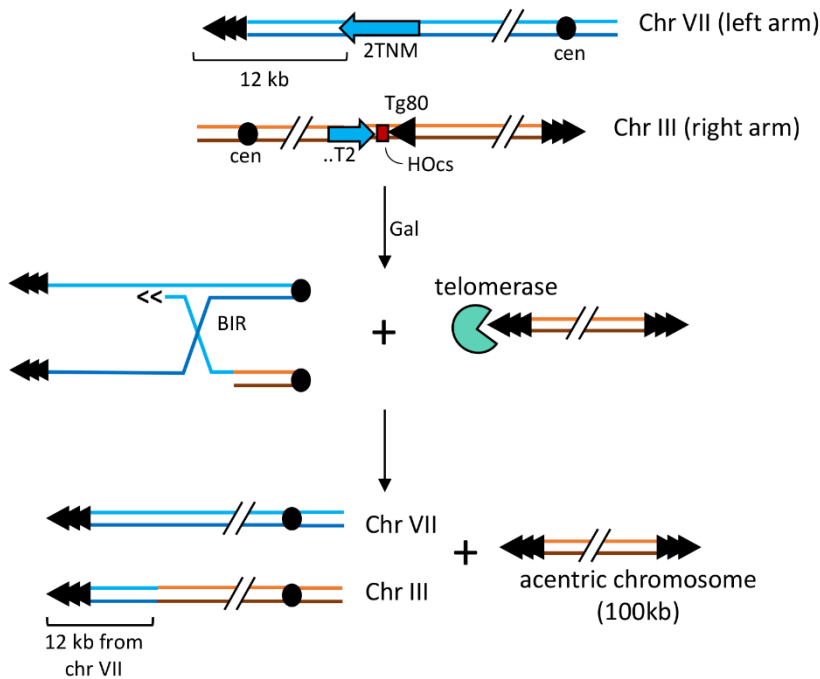 Chr VII (left arm)
2TNM
cen
12 kb
Tg80
Chr III (right arm)
cen
..T2
HOcs
Gal
<<
BIR
+
telomerase
Chr VII
+
Chr III
acentric chromosome
(100kb)
12 kb from
chr VII